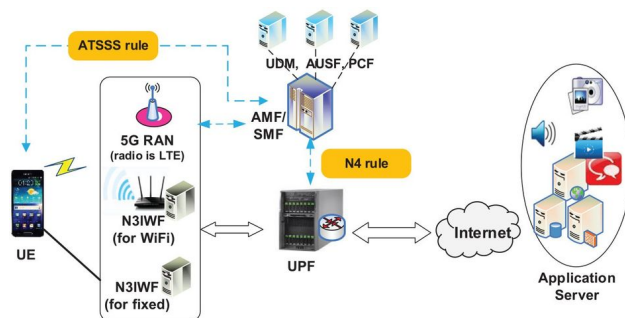 ATSSS rule
UDM, AUSF, PCF
AMF/
SMF
5G RAN
(radio is LTE)
N4 rule
N3IWF
(for WiFi)
UE
UPF
Internet
N3IWF
(for fixed)
Application
Server